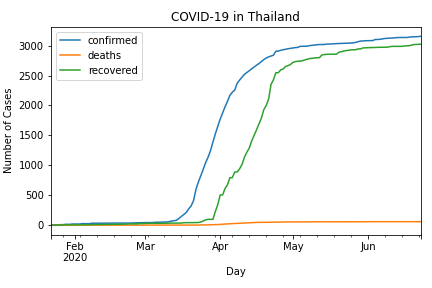 COVID-19 in Thailand
confirmed
deaths
recovered
Number of Cases
3000
2500
2000
1500
1000
500
0
Feb Mar Apr May Jun
2020
Day